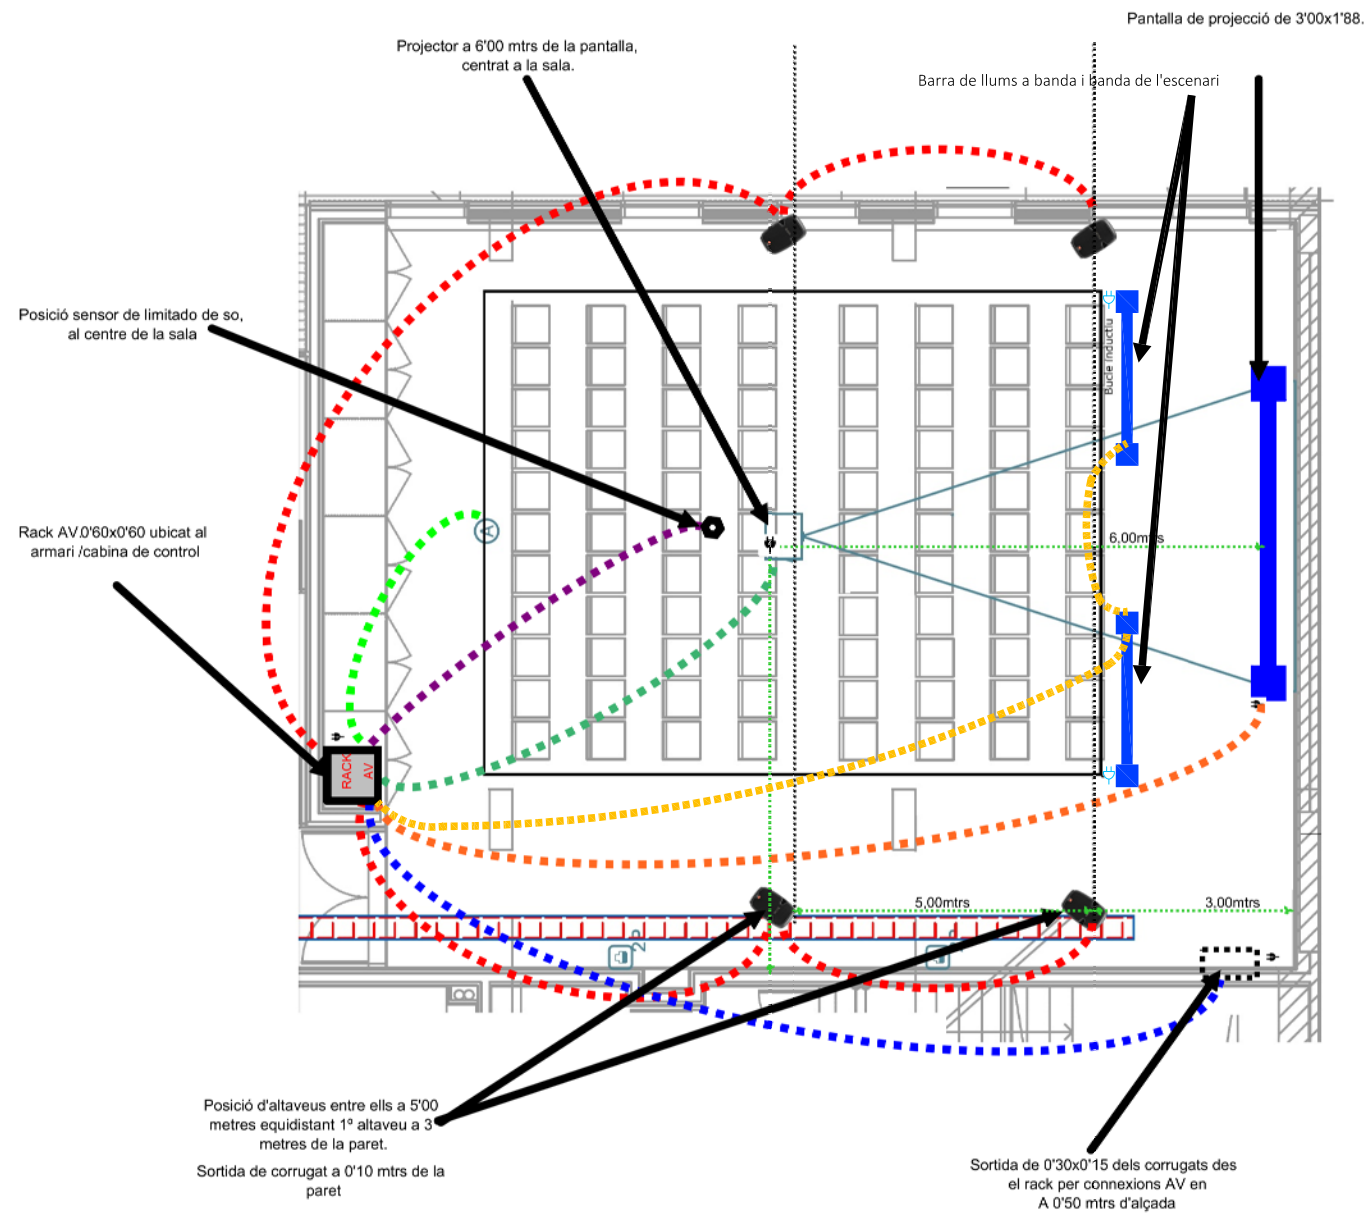 Pantalla de projecció de 3'00x1'88.
Projector a 6'00 mtrs de la pantalla,
centrat a la sala.
Barra de llums a banda i banda de l'escenari
Posició sensor de limitado de so,
al centre de la sala
Bucle Inductiu
Rack AV.0'60x0'60 ubicat al
armari /cabina de control
A
6,00mtrs
RACK
AV
5,00mtrs
3,00mtrs
Posició d'altaveus entre ells a 5'00
metres equidistant 1º altaveu a 3
metres de la paret.
Sortida de corrugat a 0'10 mtrs de la
paret
Sortida de 0'30x0'15 dels corrugats des
el rack per connexions AV en
A 0'50 mtrs d'alçada